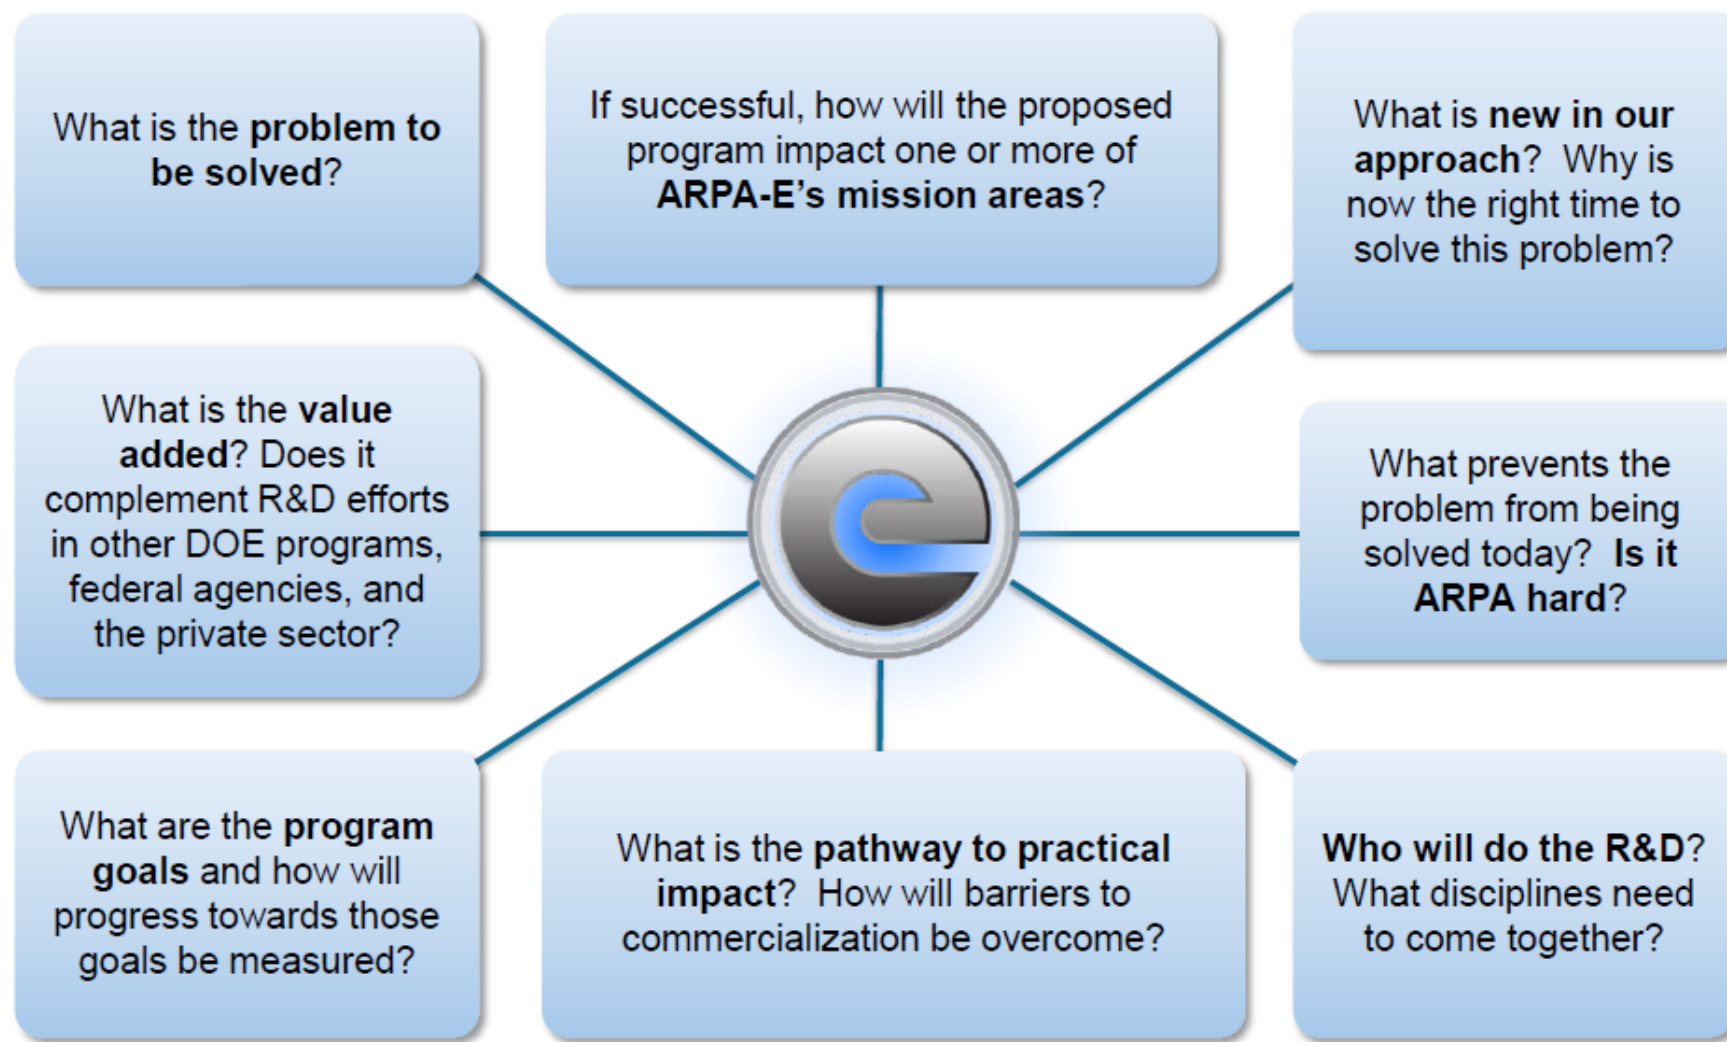 What is the problem to
be solved?
If successful, how will the proposed
program impact one or more of
ARPA-E's mission areas?
What is new in our
approach?  Why is
now the right time to
solve this problem?
What is the value
added? Does it
complement R&D efforts
in other DOE programs,
federal agencies, and
the private sector?
e
What prevents the
problem from being
solved today?  Is it
ARPA hard?
What are the program
goals and how will
progress towards those
goals be measured?
What is the pathway to practical
impact?  How will barriers to
commercialization be overcome?
Who will do the R&D?
What disciplines need
to come together?